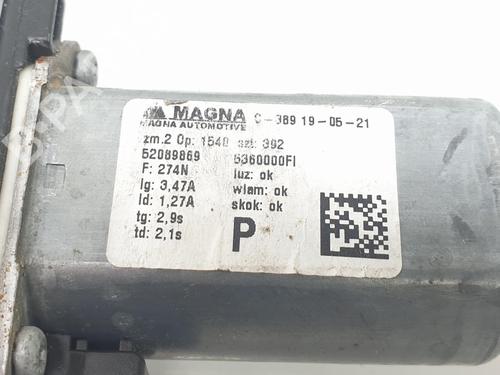 MAGNA
MAGNA AUTOMOTIVE
C-389 19-05-21
zm.2 Op: 1540 szt: 392
52089869 5360000FI
F: 274N luz: ok
Ig: 3,47A wlam: ok
Id: 1,27A skok: ok
tg: 2,9s
td: 2,1s
P